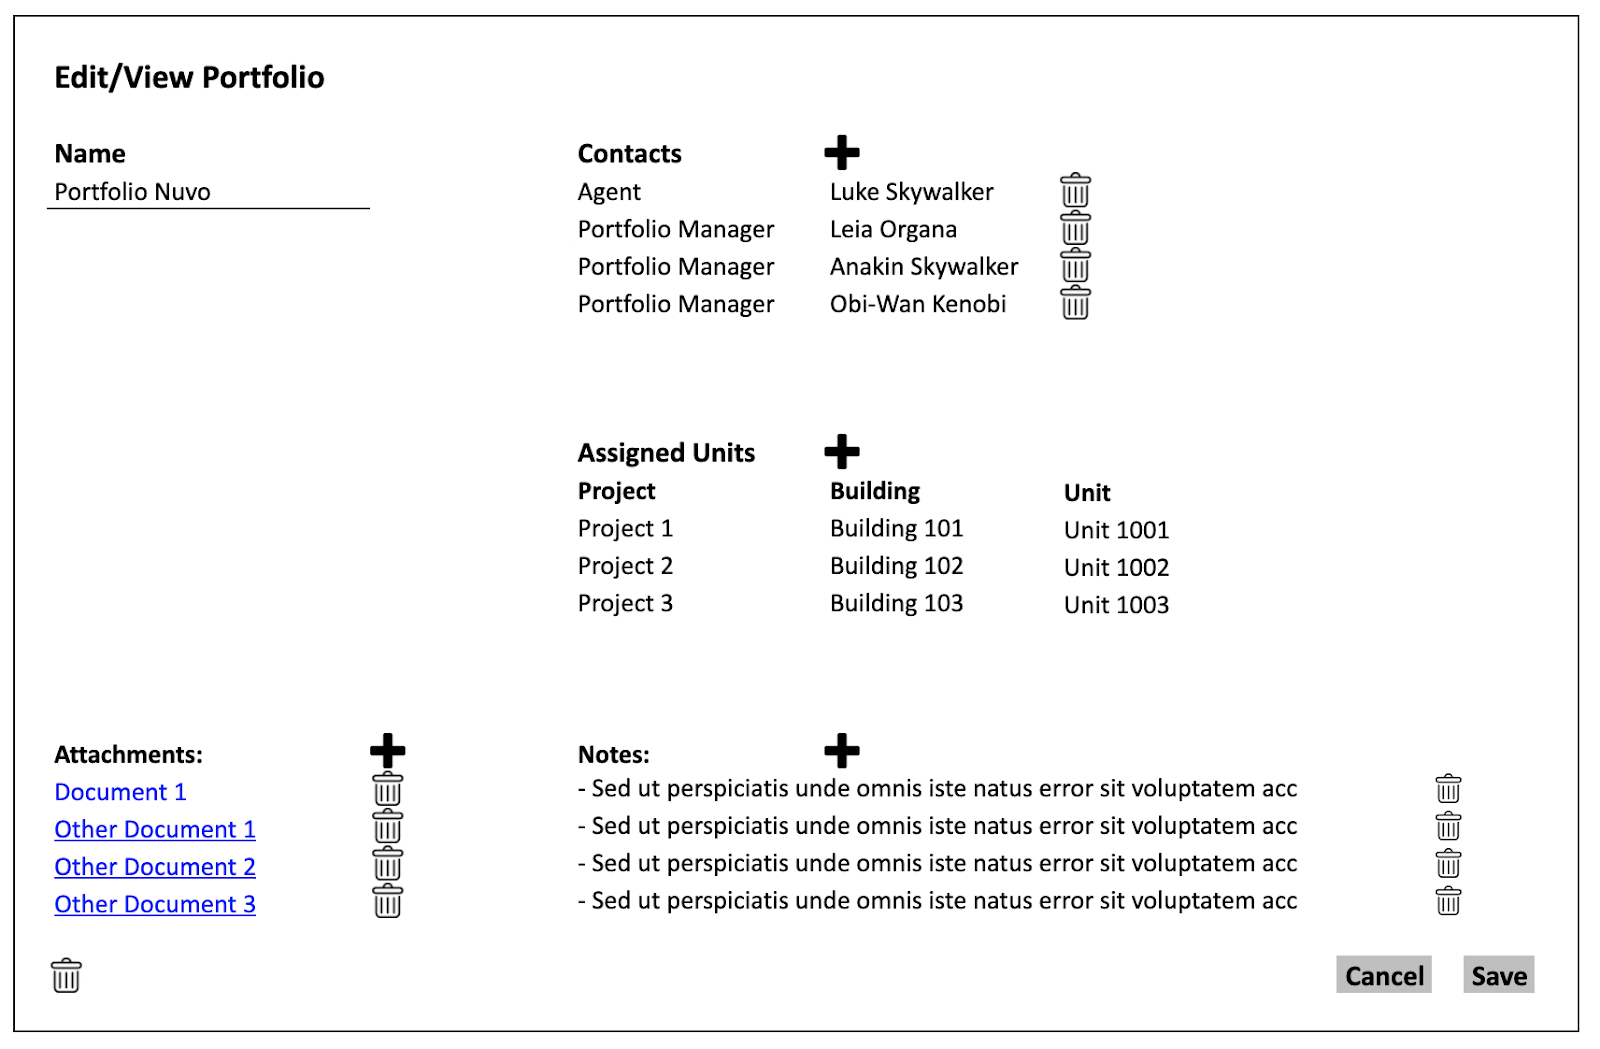 Edit/View Portfolio
Name
Portfolio Nuvo
Contacts
Agent Luke Skywalker
Portfolio Manager Leia Organa
Portfolio Manager Anakin Skywalker
Portfolio Manager Obi-Wan Kenobi
Assigned Units
Project Building Unit
Project 1 Building 101 Unit 1001
Project 2 Building 102 Unit 1002
Project 3 Building 103 Unit 1003
Attachments:
Document 1
Other Document 1
Other Document 2
Other Document 3
Notes:
- Sed ut perspiciatis unde omnis iste natus error sit voluptatem acc
- Sed ut perspiciatis unde omnis iste natus error sit voluptatem acc
- Sed ut perspiciatis unde omnis iste natus error sit voluptatem acc
- Sed ut perspiciatis unde omnis iste natus error sit voluptatem acc
Cancel Save